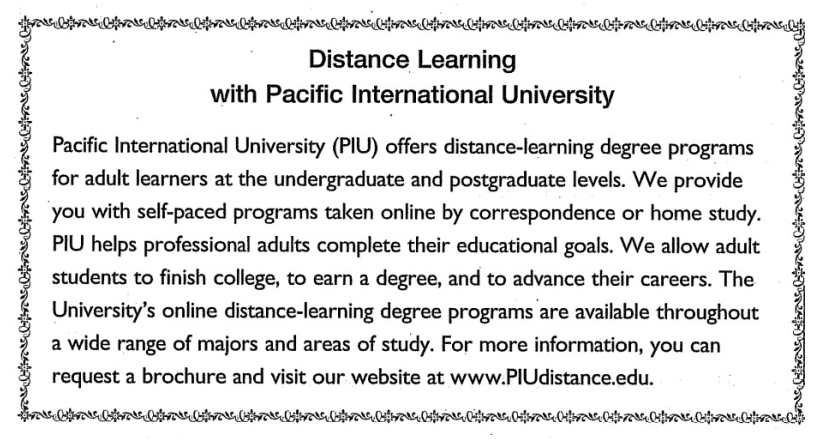 Distance Learning
with Pacific International University
Pacific International University (PIU) offers distance-learning degree programs
for adult learners at the undergraduate and postgraduate levels. We provide
you with self-paced programs taken online by correspondence or home study.
PIU helps professional adults complete their educational goals. We allow adult
students to finish college, to earn a degree, and to advance their careers. The
University's online distance-learning degree programs are available throughout
a wide range of majors and areas of study. For more information, you can
request a brochure and visit our website at www.PIUdistance.edu.